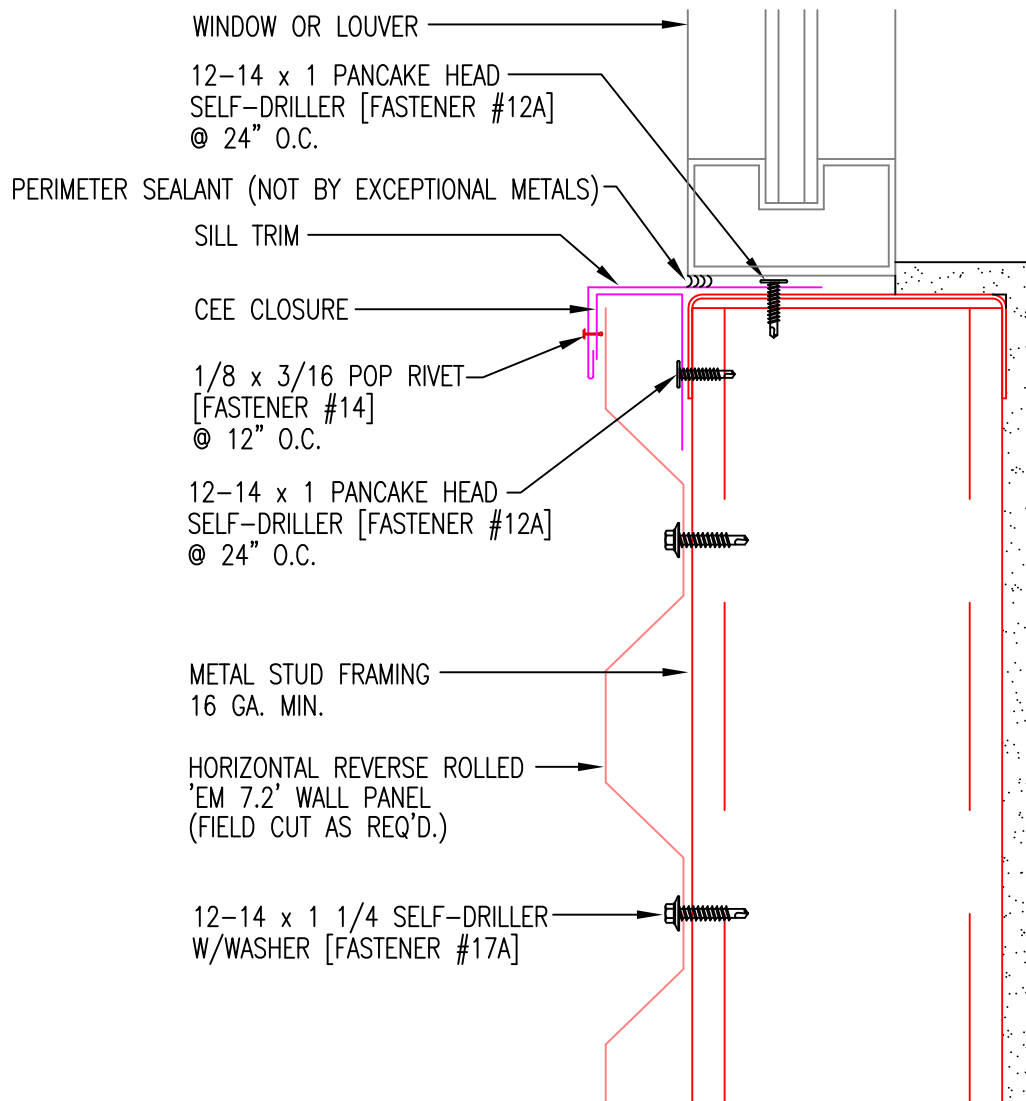 WINDOW OR LOUVER
12-14 x 1 PANCAKE HEAD
SELF-DRILLER [FASTENER #12A]
@ 24" O.C.
PERIMETER SEALANT (NOT BY EXCEPTIONAL METALS)
SILL TRIM
CEE CLOSURE
1/8 x 3/16 POP RIVET
[FASTENER #14]
@ 12" O.C.
12-14 x 1 PANCAKE HEAD
SELF-DRILLER [FASTENER #12A]
@ 24" O.C.
METAL STUD FRAMING
16 GA. MIN.
HORIZONTAL REVERSE ROLLED
'EM 7.2' WALL PANEL
(FIELD CUT AS REQ'D.)
12-14 x 1 1/4 SELF-DRILLER
W/WASHER [FASTENER #17A]